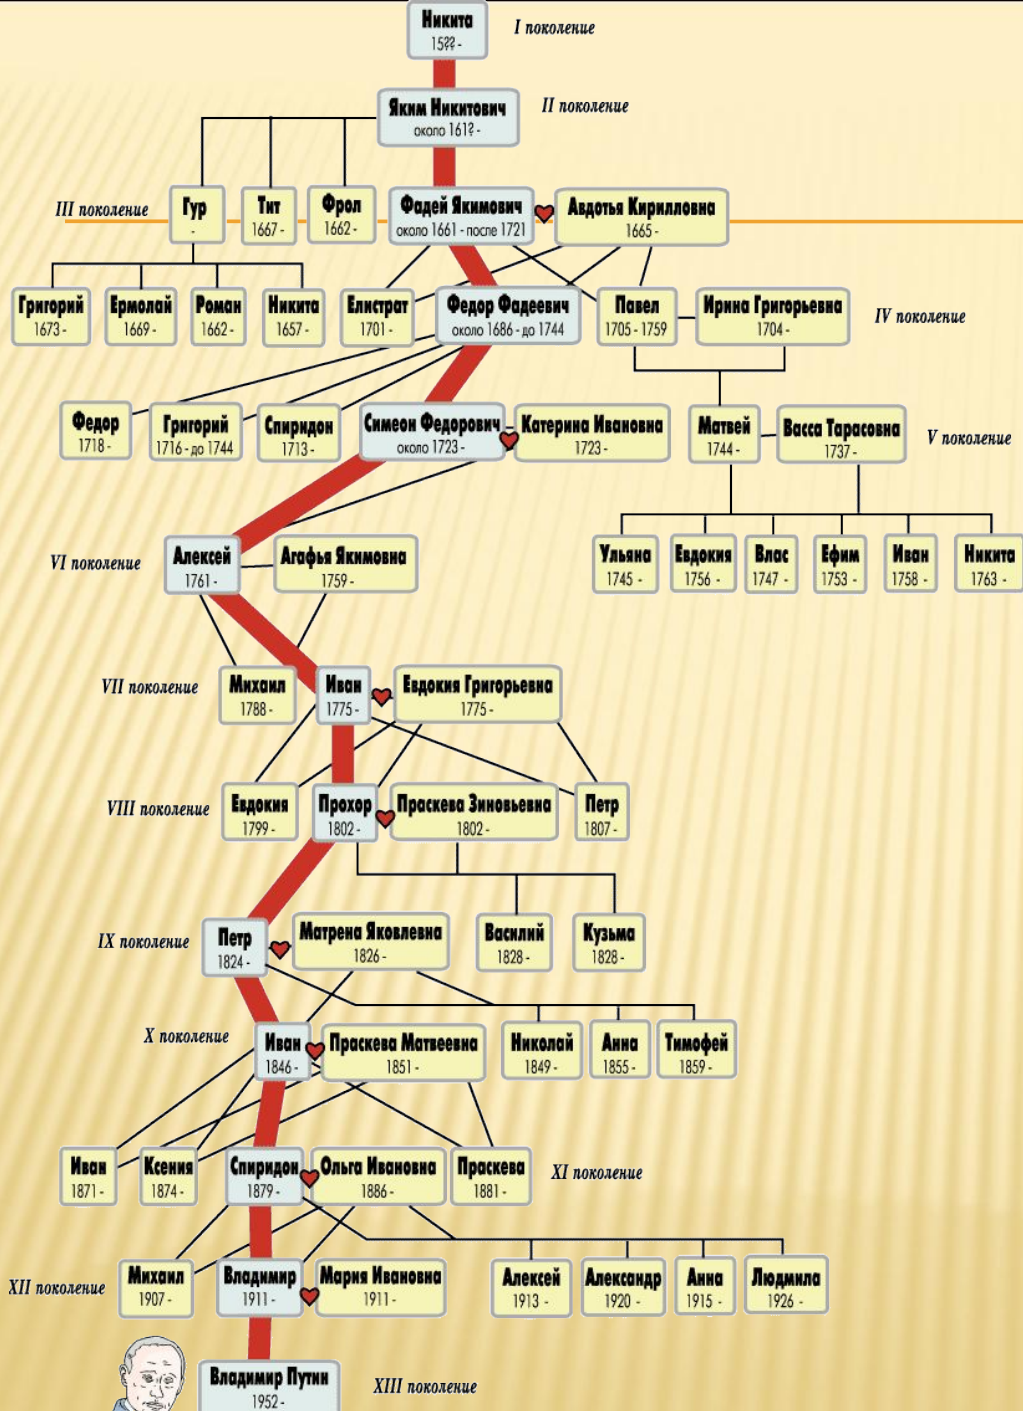 Никита
15?? -
I поколение
Яким Никитович
около 161? -
II поколение
III поколение
Гур
-
Тит
1667 -
Фрол
1662 -
Фадей Якимович
около 1661 - после 1721
Авдотья Кирилловна
1665 -
Григорий
1673 -
Ермолай
1669 -
Роман
1662 -
Никита
1657 -
Елистрат
1701 -
Федор Фадеевич
около 1686 - до 1744
Павел
1705 - 1759
Ирина Григорьевна
1704 -
IV поколение
Федор
1718 -
Григорий
1716 - до 1744
Спиридон
1713 -
Симеон Федорович
около 1723 -
Катерина Ивановна
1723 -
Матвей
1744 -
Васса Тарасовна
1737 -
V поколение
VI поколение
Алексей
1761 -
Агафья Якимовна
1759 -
Ульяна
1745 -
Евдокия
1756 -
Влас
1747 -
Ефим
1753 -
Иван
1758 -
Никита
1763 -
VII поколение
Михаил
1788 -
Иван
1775 -
Евдокия Григорьевна
1775 -
VIII поколение
Евдокия
1799 -
Прохор
1802 -
Праскева Зиновьевна
1802 -
Петр
1807 -
IX поколение
Петр
1824 -
Матрена Яковлевна
1826 -
Василий
1828 -
Кузьма
1828 -
X поколение
Иван
1846 -
Праскева Матвеевна
1851 -
Николай
1849 -
Анна
1855 -
Тимофей
1859 -
Иван
1871 -
Ксения
1874 -
Спиридон
1879 -
Ольга Ивановна
1886 -
Праскева
1881 -
XI поколение
XII поколение
Михаил
1907 -
Владимир
1911 -
Мария Ивановна
1911 -
Алексей
1913 -
Александр
1920 -
Анна
1915 -
Людмила
1926 -
Владимир Путин
1952 -
XIII поколение